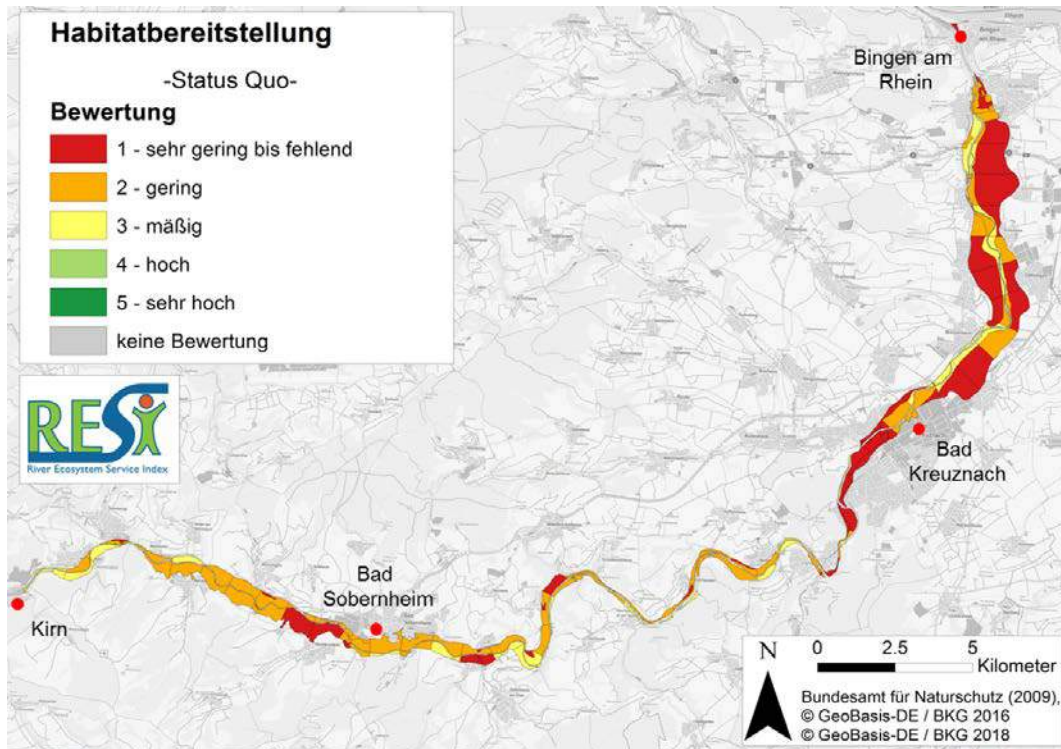 Habitatbereitstellung
-Status Quo-
Bewertung
1 - sehr gering bis fehlend
2 - gering
3 - mäßig
4 - hoch
5 - sehr hoch
keine Bewertung
RESI
River Ecosystem Service Index
Bingen am
Rhein
Bad
Kreuznach
Bad
Sobernheim
Kirn
N
0 2.5 5
Kilometer
Bundesamt für Naturschutz (2009),
© GeoBasis-DE / BKG 2016
© GeoBasis-DE / BKG 2018